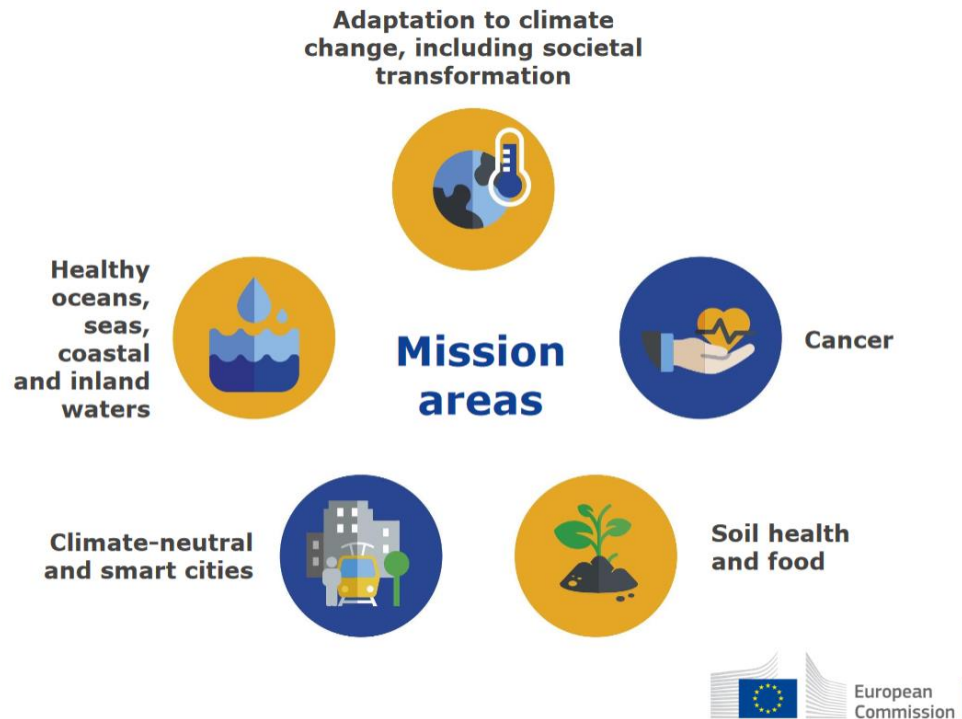 Adaptation to climate
change, including societal
transformation
Healthy
oceans,
seas,
coastal
and inland
waters
Mission
areas
Cancer
Climate-neutral
and smart cities
Soil health
and food
European
Commission